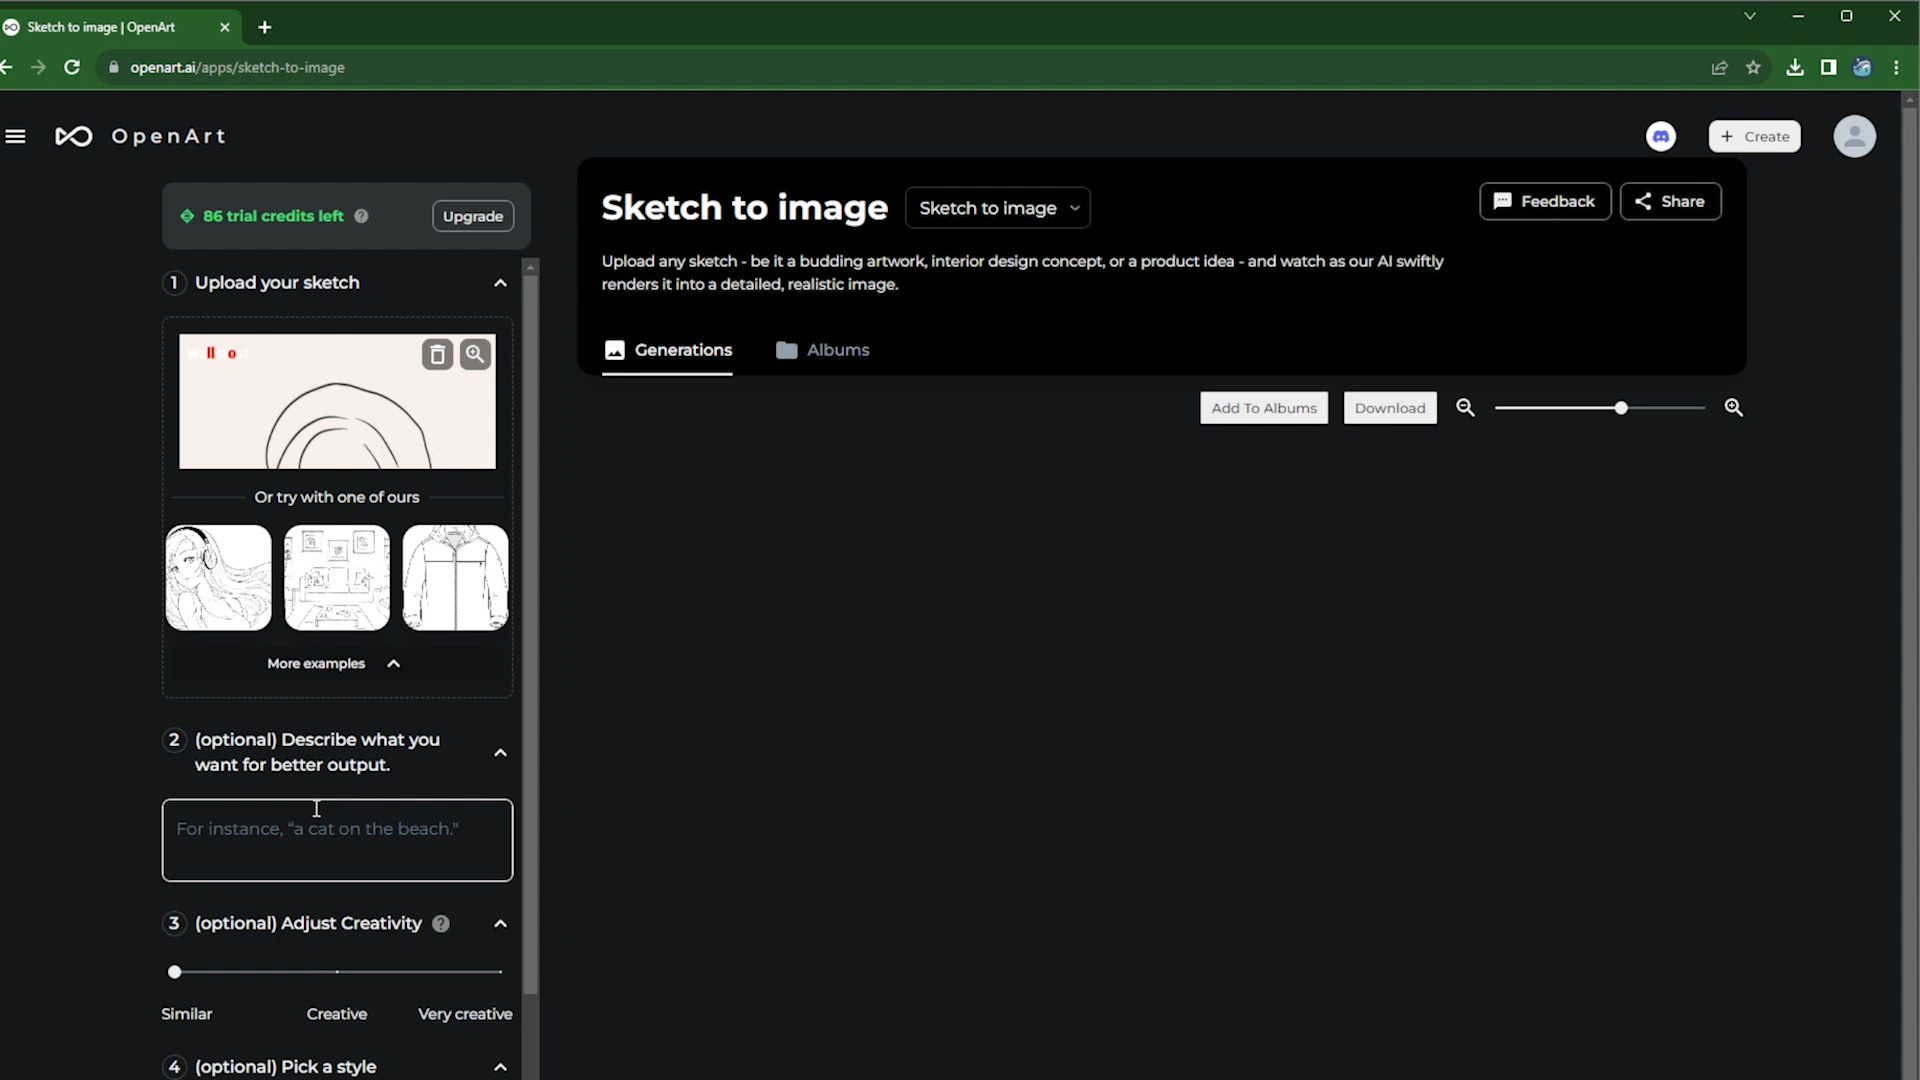 Sketch to image | OpenArt
openart.ai/apps/sketch-to-image
OpenArt
Create
86 trial credits left
Upgrade
1 Upload your sketch
Or try with one of ours
More examples
2 (optional) Describe what you
want for better output.
For instance, “a cat on the beach."
3 (optional) Adjust Creativity
Similar Creative Very creative
4 (optional) Pick a style
Sketch to image
Sketch to image
Feedback
Share
Upload any sketch - be it a budding artwork, interior design concept, or a product idea - and watch as our AI swiftly
renders it into a detailed, realistic image.
Generations
Albums
Add To Albums
Download